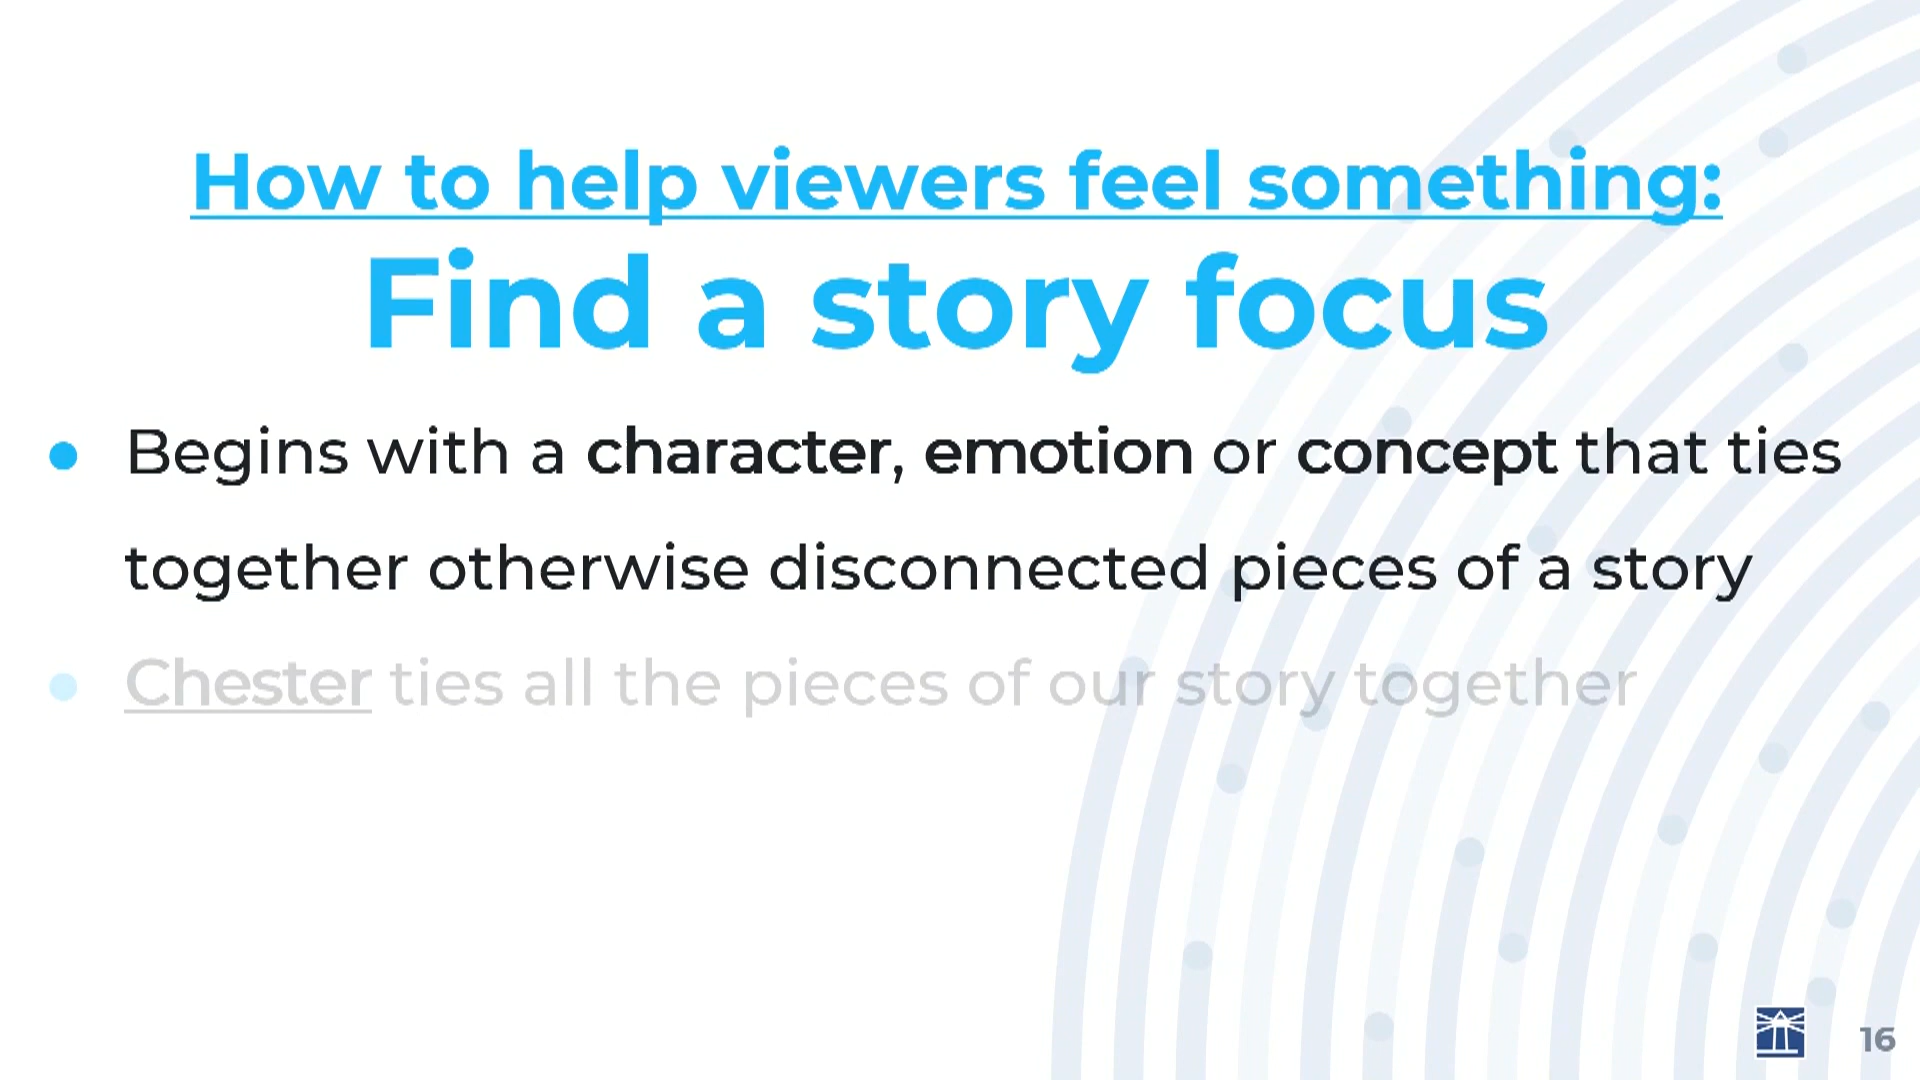 How to help viewers feel something:
Find a story focus
Begins with a character, emotion or concept that ties
together otherwise disconnected pieces of a story
Chester ties all the pieces of our story together
16